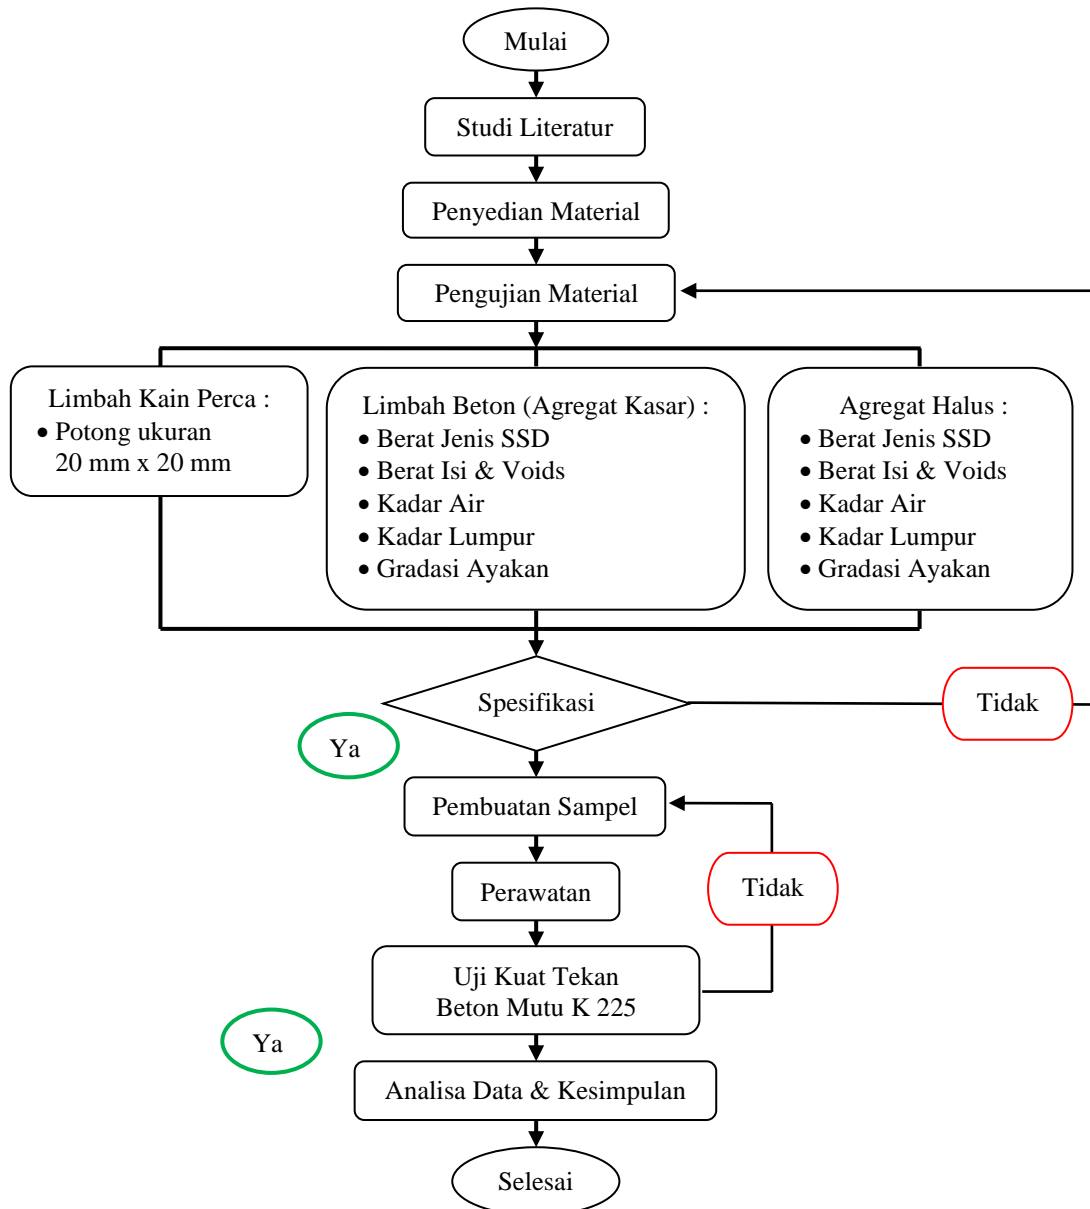 Mulai
Studi Literatur
Penyedian Material
Pengujian Material
Limbah Kain Perca :
• Potong ukuran
20 mm x 20 mm
Limbah Beton (Agregat Kasar) :
• Berat Jenis SSD
• Berat Isi & Voids
• Kadar Air
• Kadar Lumpur
• Gradasi Ayakan
Agregat Halus :
• Berat Jenis SSD
• Berat Isi & Voids
• Kadar Air
• Kadar Lumpur
• Gradasi Ayakan
Spesifikasi
Tidak
Ya
Pembuatan Sampel
Perawatan
Tidak
Uji Kuat Tekan
Beton Mutu K 225
Ya
Analisa Data & Kesimpulan
Selesai